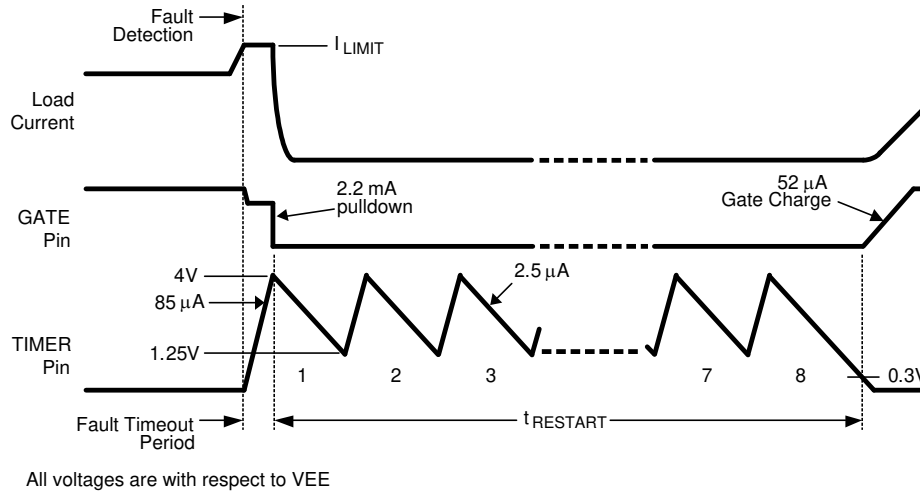 Fault
Detection
I LIMIT
Load
Current
2.2 mA
pulldown
52 μA
Gate Charge
GATE
Pin
4V
2.5 μA
85 μA
TIMER
Pin
1.25V
1 2 3 7 8
0.3V
Fault Timeout
Period
t RESTART
All voltages are with respect to VEE